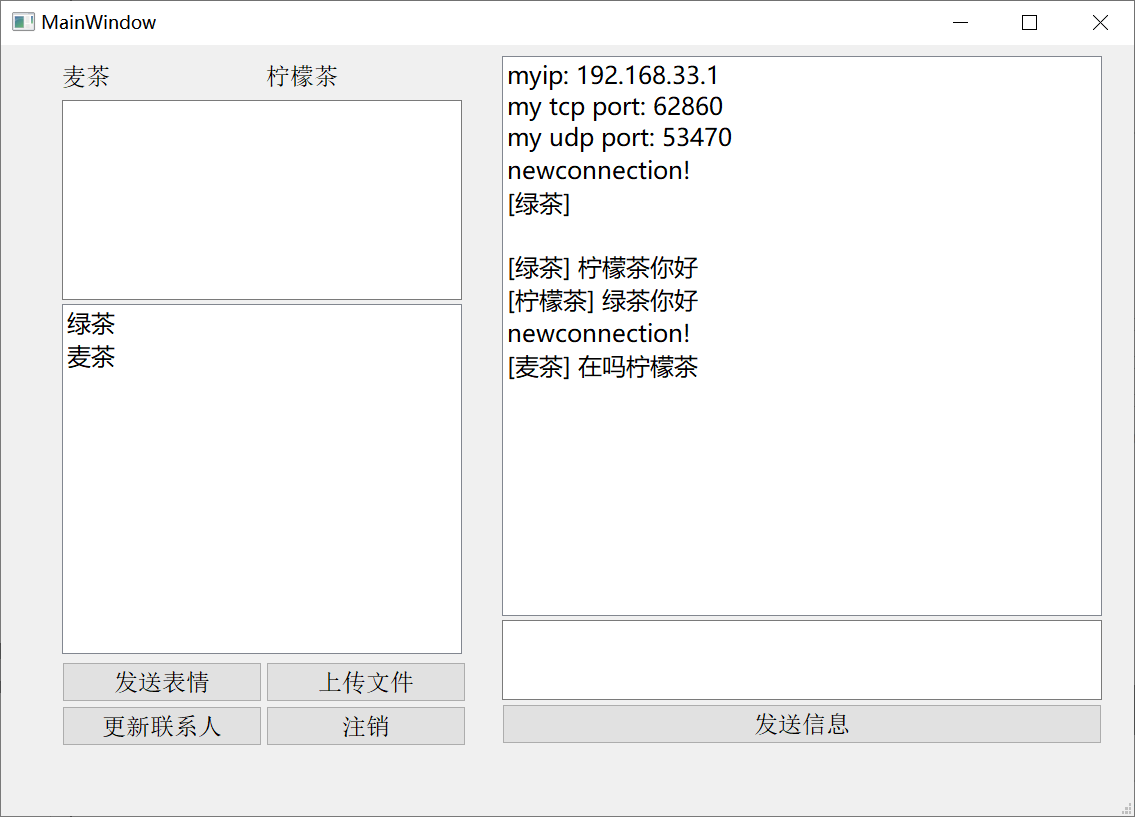 MainWindow
麦茶
柠檬茶
绿茶
麦茶
发送表情
上传文件
更新联系人
注销
myip: 192.168.33.1
my tcp port: 62860
my udp port: 53470
newconnection!
[绿茶]
[绿茶] 柠檬茶你好
[柠檬茶] 绿茶你好
newconnection!
[麦茶] 在吗柠檬茶
发送信息